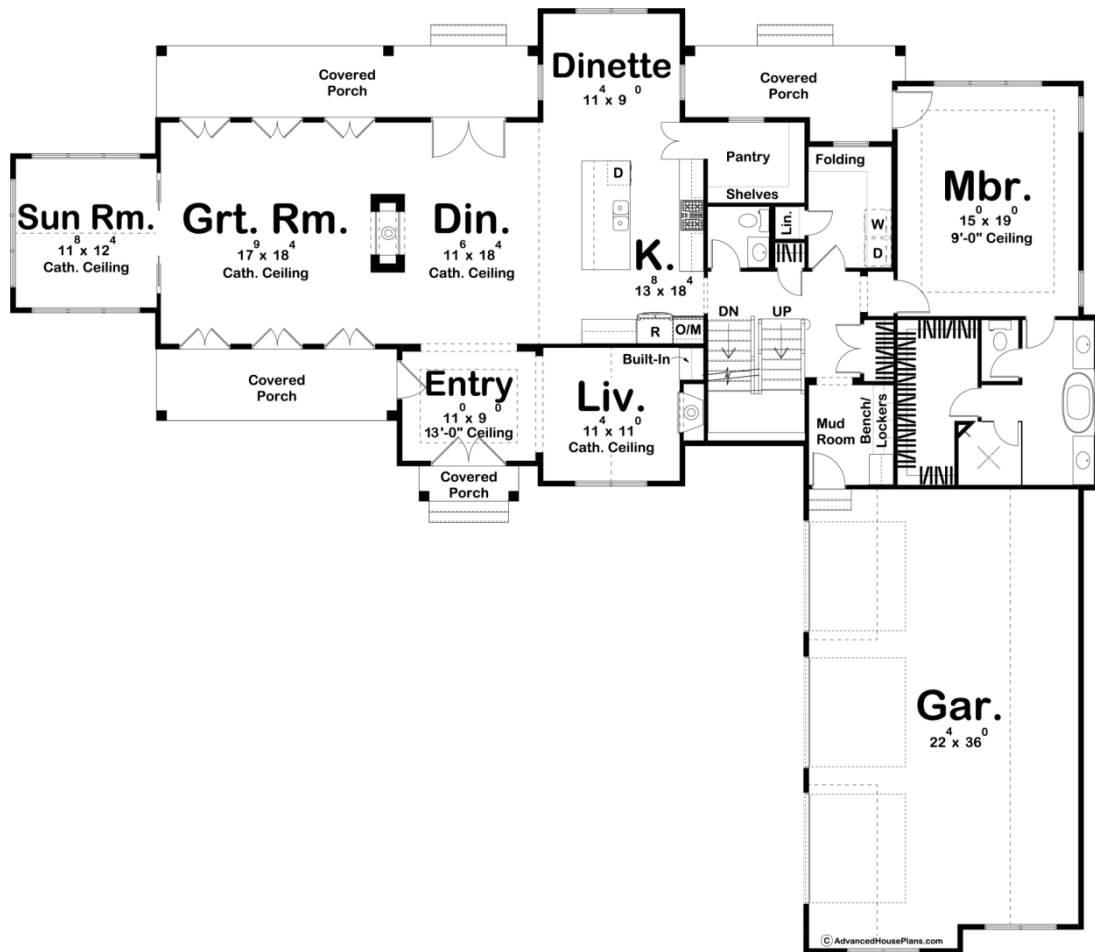 Covered
Porch
Dinette
11⁴ x 9⁰
Covered
Porch
Sun Rm.
11⁸ x 12⁴
Cath. Ceiling
Grt. Rm.
17⁹ x 18⁴
Cath. Ceiling
Din.
11⁶ x 18⁴
Cath. Ceiling
D
K.
13⁸ x 18⁴
R
O/M
Pantry
Shelves
Lin.
Folding
W
D
Mbr.
15⁰ x 19⁰
9'-0" Ceiling
DN
UP
Covered
Porch
Entry
11⁰ x 9⁰
13'-0" Ceiling
Built-In
Liv.
11⁴ x 11⁰
Cath. Ceiling
Mud
Room
Bench/
Lockers
Covered
Porch
Gar.
22⁴ x 36⁰
© AdvancedHousePlans.com